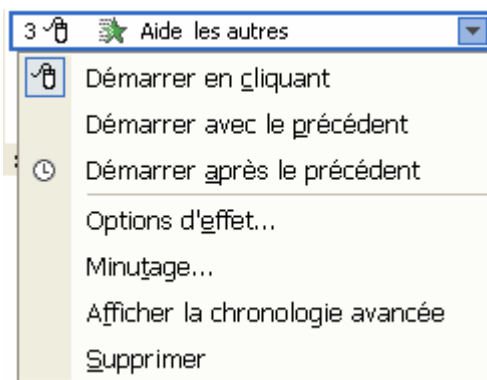 3 Aide les autres
Démarrer en cliquant
Démarrer avec le précédent
Démarrer après le précédent
Options d'effet...
Minutage...
Afficher la chronologie avancée
Supprimer